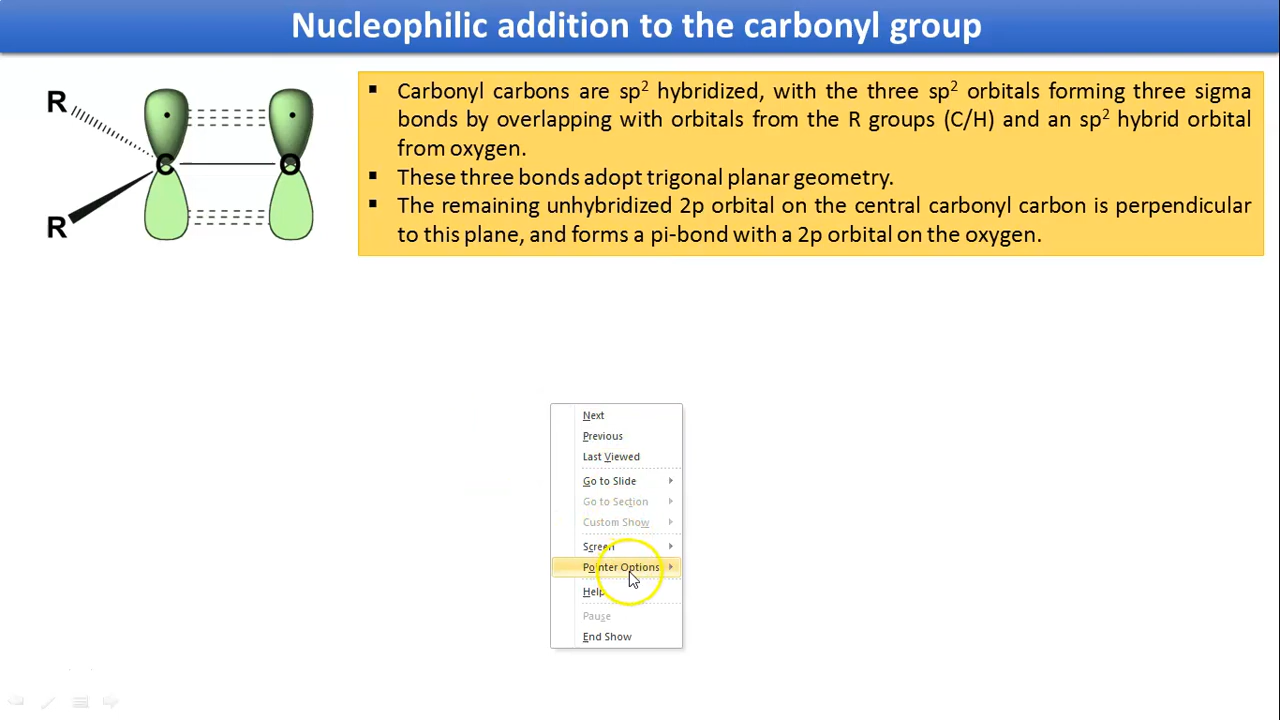 Nucleophilic addition to the carbonyl group
R
C
O
R
▪ Carbonyl carbons are sp² hybridized, with the three sp² orbitals forming three sigma
bonds by overlapping with orbitals from the R groups (C/H) and an sp² hybrid orbital
from oxygen.
▪ These three bonds adopt trigonal planar geometry.
▪ The remaining unhybridized 2p orbital on the central carbonyl carbon is perpendicular
to this plane, and forms a pi-bond with a 2p orbital on the oxygen.
Next
Previous
Last Viewed
Go to Slide
Go to Section
Custom Show
Screen
Pointer Options
Help
Pause
End Show